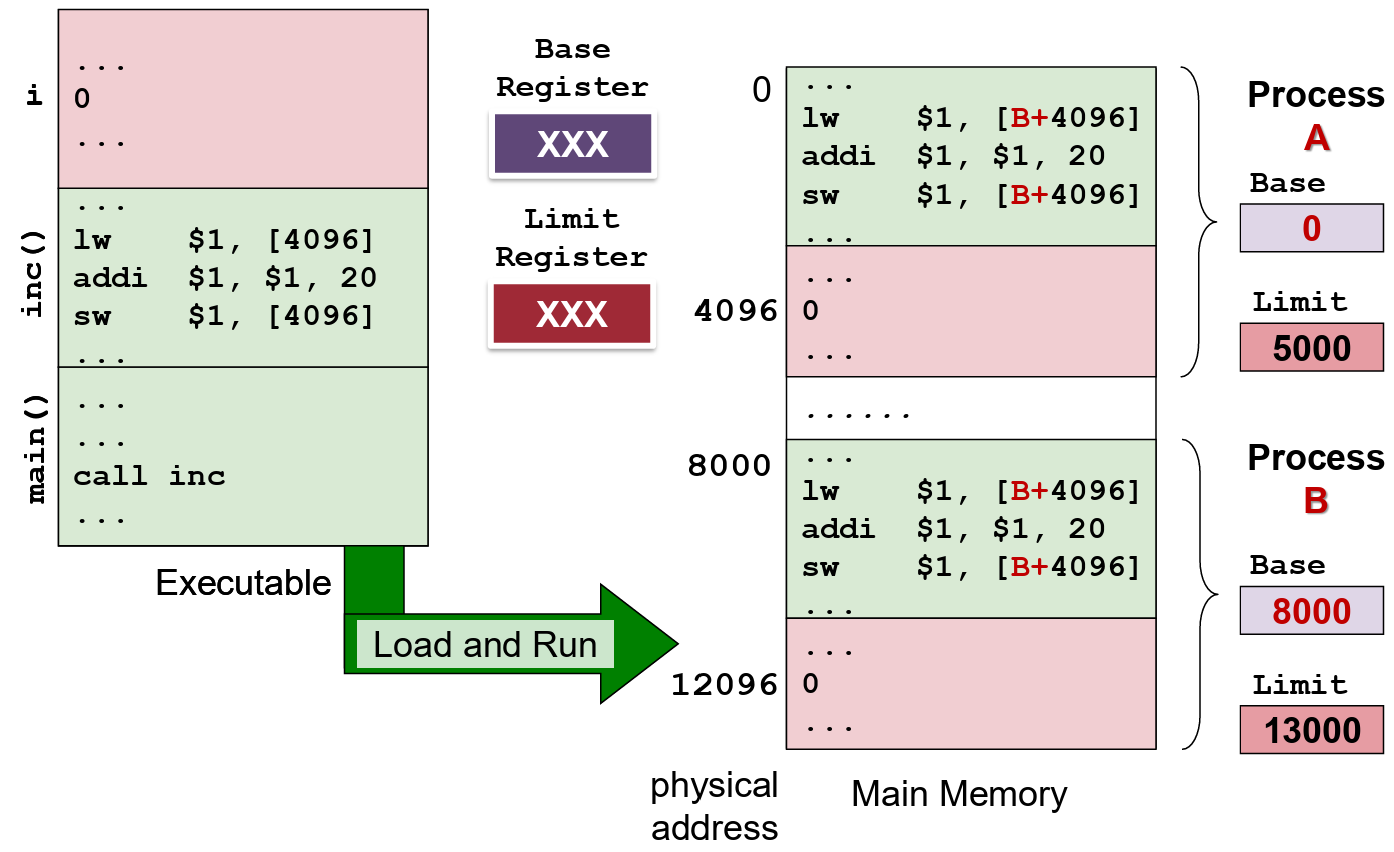 i
...
0
...
inc()
...
lw $1, [4096]
addi $1, $1, 20
sw $1, [4096]
...
main()
...
...
call inc
...
Executable
Load and Run
Base
Register
XXX
Limit
Register
XXX
0
...
lw $1, [B+4096]
addi $1, $1, 20
sw $1, [B+4096]
...
...
4096
0
...
......
8000
...
lw $1, [B+4096]
addi $1, $1, 20
sw $1, [B+4096]
...
...
12096
0
...
physical
address
Main Memory
Process
A
Base
0
Limit
5000
Process
B
Base
8000
Limit
13000